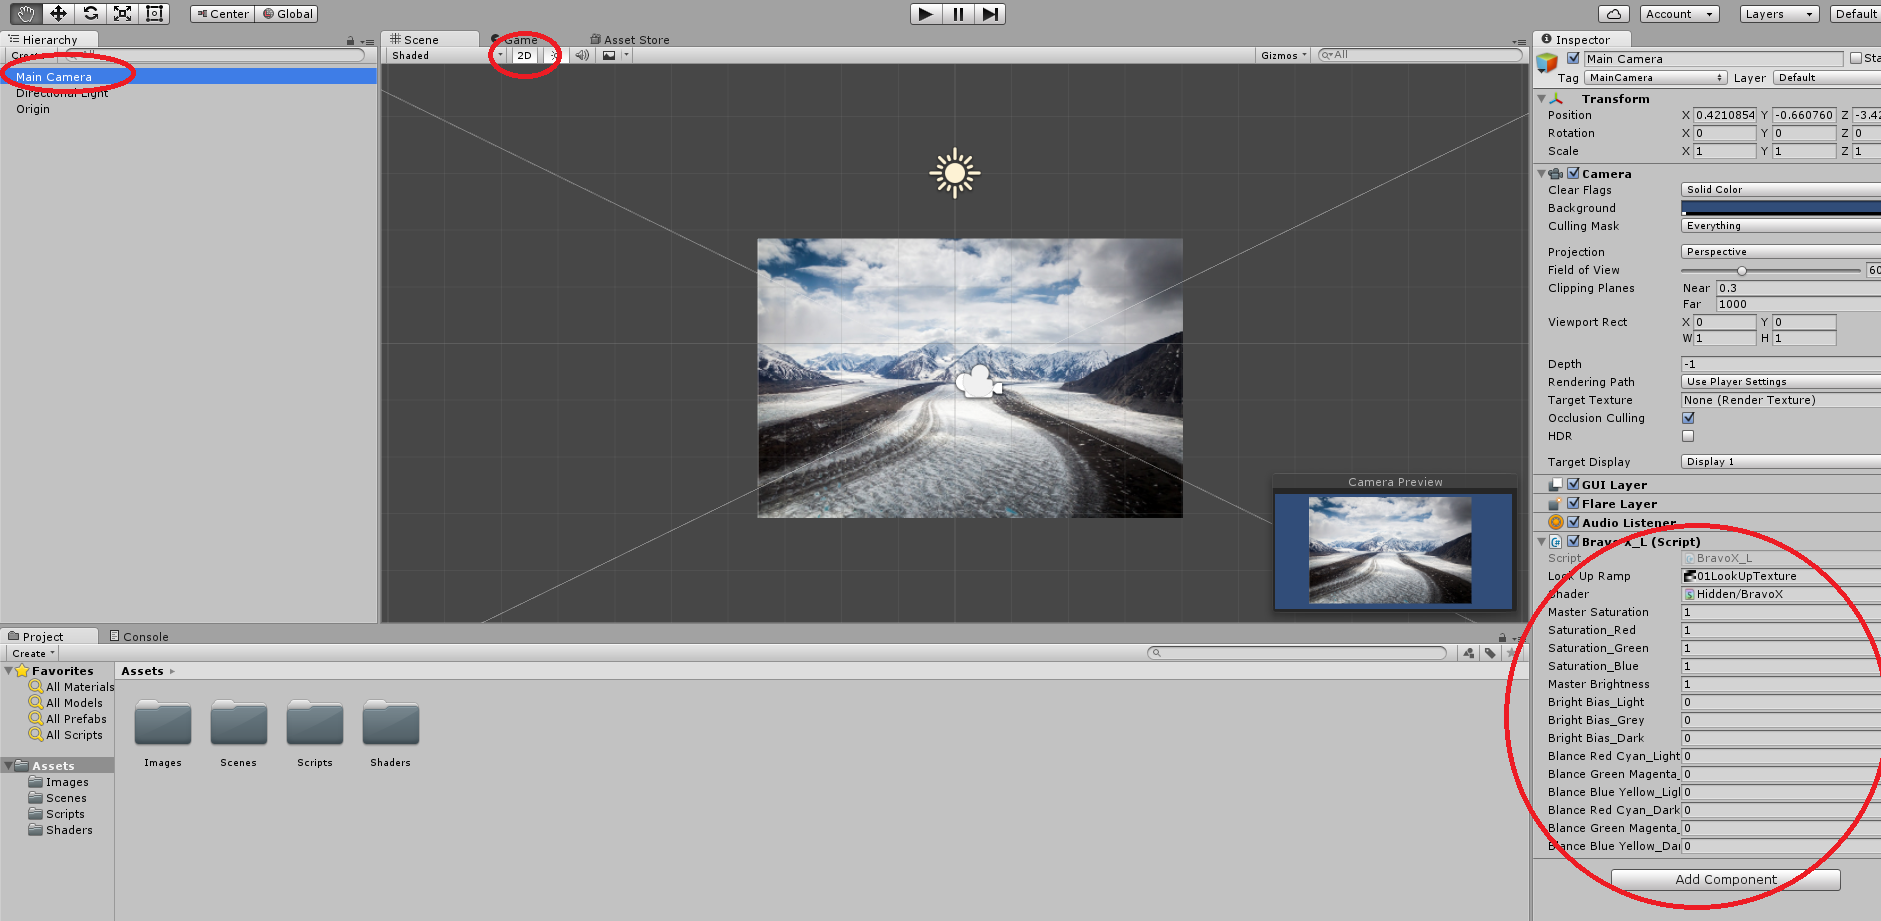 Center Global Account Layers Default
Hierarchy Scene Game Asset Store Inspector
Shaded 2D Gizmos All
Main Camera
Directional Light
Origin
Main Camera Sta
Tag MainCamera Layer Default
Transform
Position X 0.4210854 Y -0.660760 Z -3.42
Rotation X 0 Y 0 Z 0
Scale X 1 Y 1 Z 1
Camera
Clear Flags Solid Color
Background
Culling Mask Everything
Projection Perspective
Field of View 60
Clipping Planes Near 0.3
Far 1000
Viewport Rect X 0 Y 0
W 1 H 1
Depth -1
Rendering Path Use Player Settings
Target Texture None (Render Texture)
Occlusion Culling
HDR
Target Display Display 1
GUI Layer
Flare Layer
Audio Listener
BravoX_L (Script)
Script BravoX_L
Look Up Ramp 01LookUpTexture
Shader Hidden/BravoX
Master Saturation 1
Saturation_Red 1
Saturation_Green 1
Saturation_Blue 1
Master Brightness 1
Bright Bias_Light 0
Bright Bias_Grey 0
Bright Bias_Dark 0
Blance Red Cyan_Light 0
Blance Green Magenta_ 0
Blance Blue Yellow_Lig 0
Blance Red Cyan_Dark 0
Blance Green Magenta_ 0
Blance Blue Yellow_Da 0
Add Component
Camera Preview
Project Console
Create
Favorites
All Materials
All Models
All Prefabs
All Scripts
Assets
Images
Scenes
Scripts
Shaders
Assets
Images Scenes Scripts Shaders